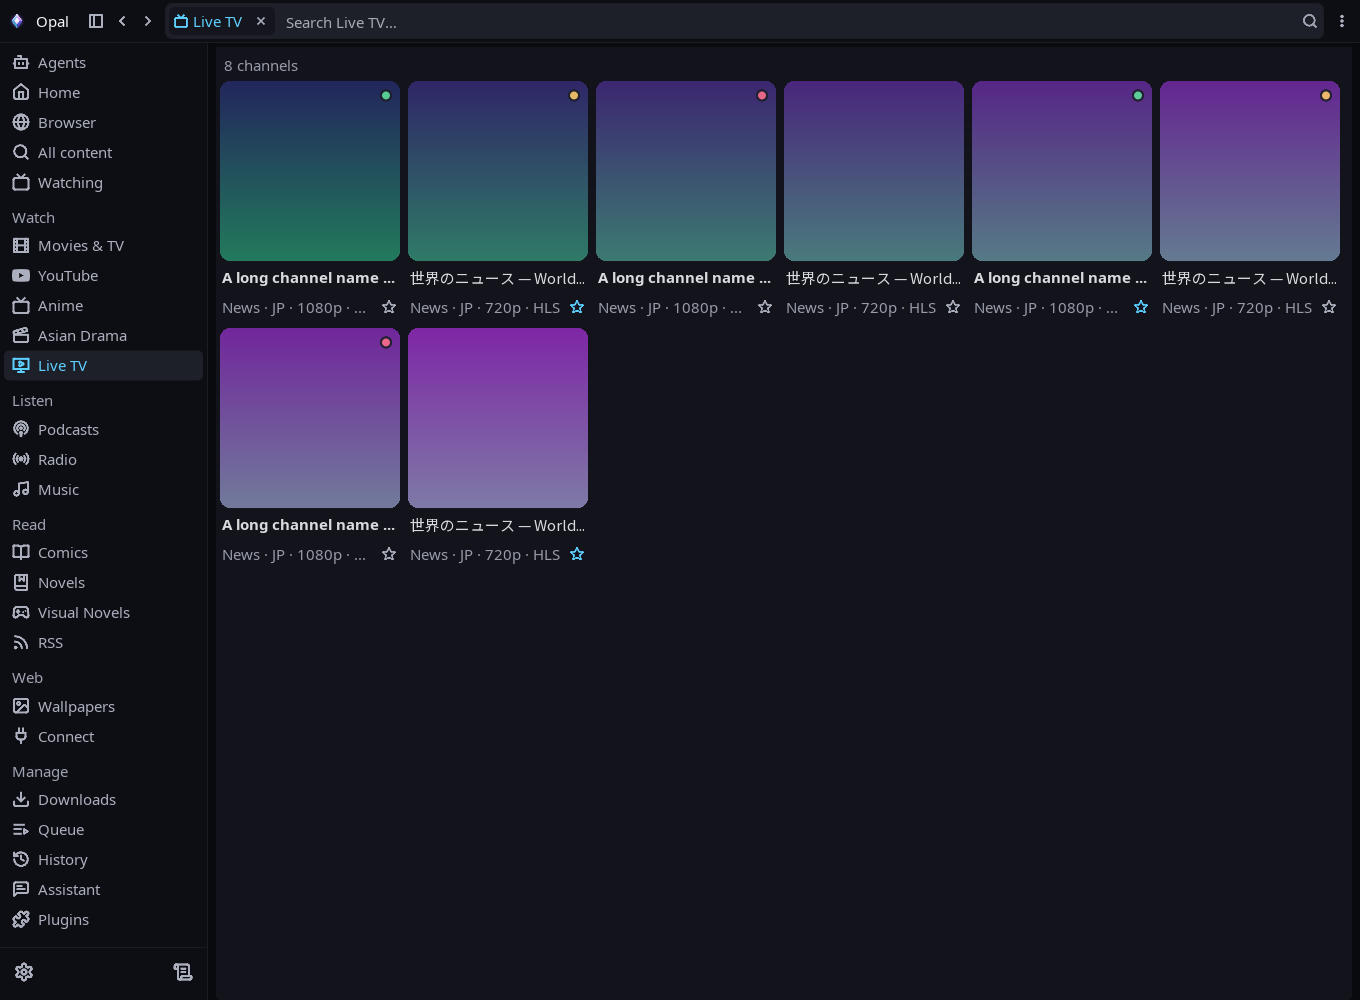 Opal
Live TV
Search Live TV...
Agents
Home
Browser
All content
Watching
Watch
Movies & TV
YouTube
Anime
Asian Drama
Live TV
Listen
Podcasts
Radio
Music
Read
Comics
Novels
Visual Novels
RSS
Web
Wallpapers
Connect
Manage
Downloads
Queue
History
Assistant
Plugins
8 channels
A long channel name ...
News · JP · 1080p · ...
世界のニュース — World...
News · JP · 720p · HLS
A long channel name ...
News · JP · 1080p · ...
世界のニュース — World...
News · JP · 720p · HLS
A long channel name ...
News · JP · 1080p · ...
世界のニュース — World...
News · JP · 720p · HLS
A long channel name ...
News · JP · 1080p · ...
世界のニュース — World...
News · JP · 720p · HLS